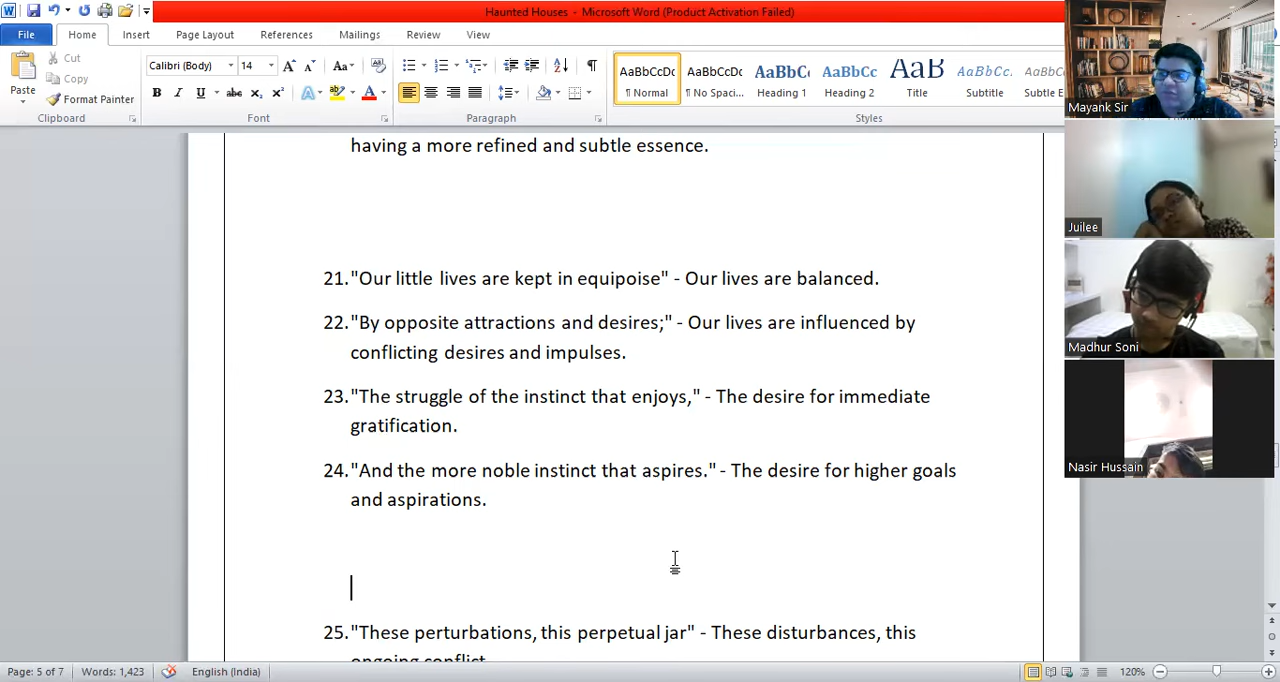 Haunted Houses - Microsoft Word (Product Activation Failed)
File Home Insert Page Layout References Mailings Review View
Paste
Cut
Copy
Format Painter
Clipboard
Calibri (Body) 14
Font
Paragraph
AaBbCcDc AaBbCcDc AaBbC AaBbCc AaB AaBbCc. AaBbCc
¶ Normal ¶ No Spaci... Heading 1 Heading 2 Title Subtitle Subtle E
Styles
Mayank Sir
Juilee
Madhur Soni
Nasir Hussain
having a more refined and subtle essence.
21. "Our little lives are kept in equipoise" - Our lives are balanced.
22. "By opposite attractions and desires;" - Our lives are influenced by
conflicting desires and impulses.
23. "The struggle of the instinct that enjoys," - The desire for immediate
gratification.
24. "And the more noble instinct that aspires." - The desire for higher goals
and aspirations.
25. "These perturbations, this perpetual jar" - These disturbances, this
ongoing conflict.
Page: 5 of 7 Words: 1,423 English (India) 120%